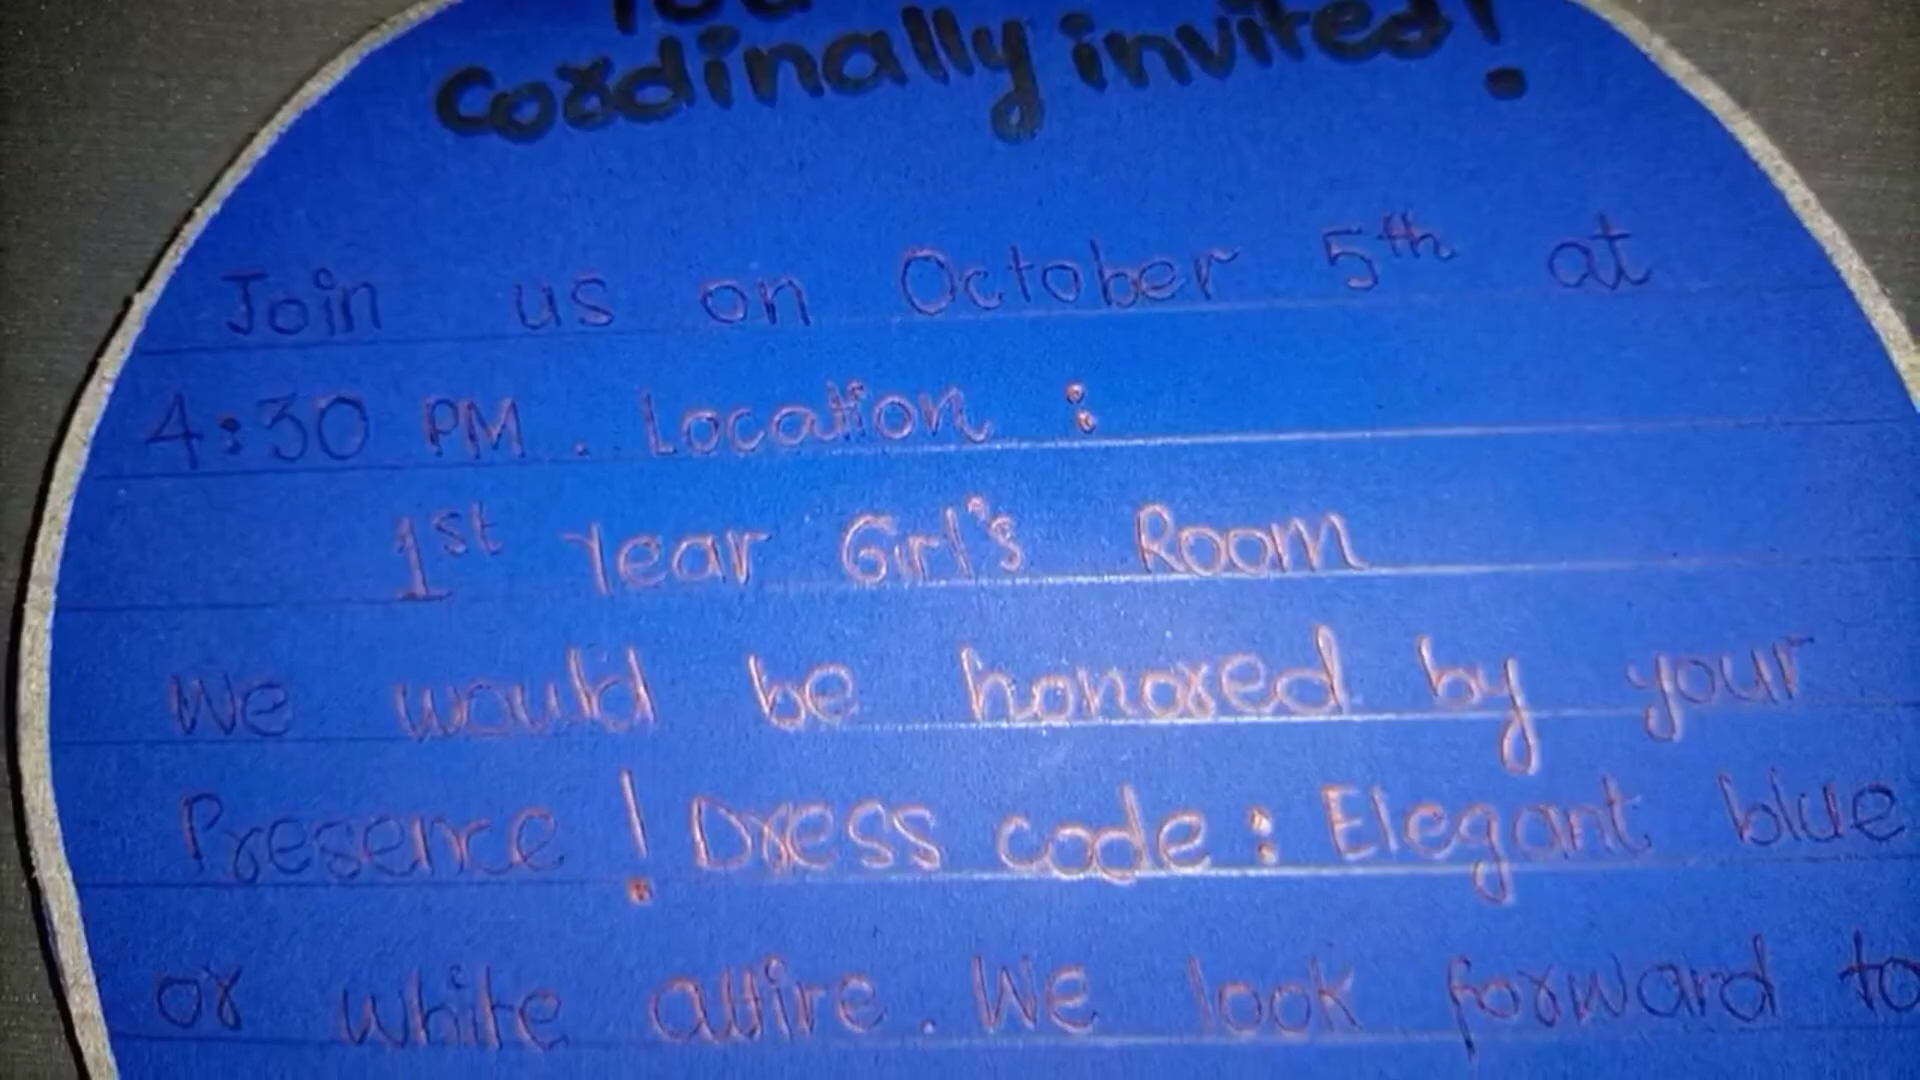 You
Cordinally invited!
Join us on October 5th at
4:30 PM. Location :
1st Year Girl's Room
We would be honored by your
Presence! Dress code : Elegant blue
or white attire. We look forward to